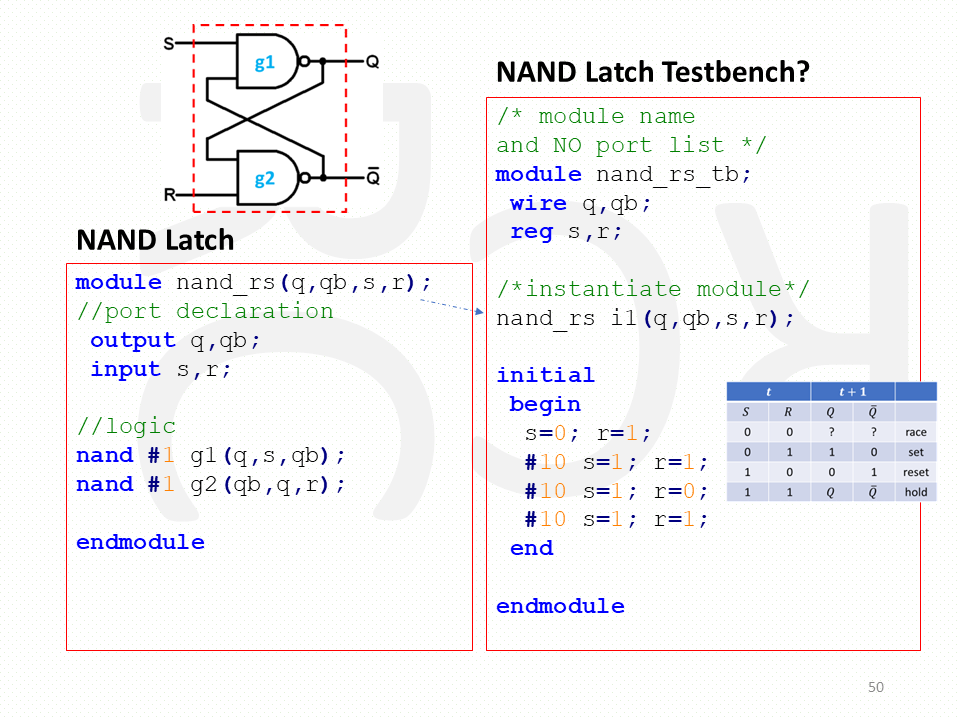 S
g1
Q
g2
R
Q̅
NAND Latch
module nand_rs(q,qb,s,r);
//port declaration
output q,qb;
input s,r;
//logic
nand #1 g1(q,s,qb);
nand #1 g2(qb,q,r);
endmodule
NAND Latch Testbench?
/* module name
and NO port list */
module nand_rs_tb;
wire q,qb;
reg s,r;
/*instantiate module*/
nand_rs i1(q,qb,s,r);
initial
begin
s=0; r=1;
#10 s=1; r=1;
#10 s=1; r=0;
#10 s=1; r=1;
end
endmodule
t t + 1
S R Q Q̅
0 0 ? ? race
0 1 1 0 set
1 0 0 1 reset
1 1 Q Q̅ hold
50